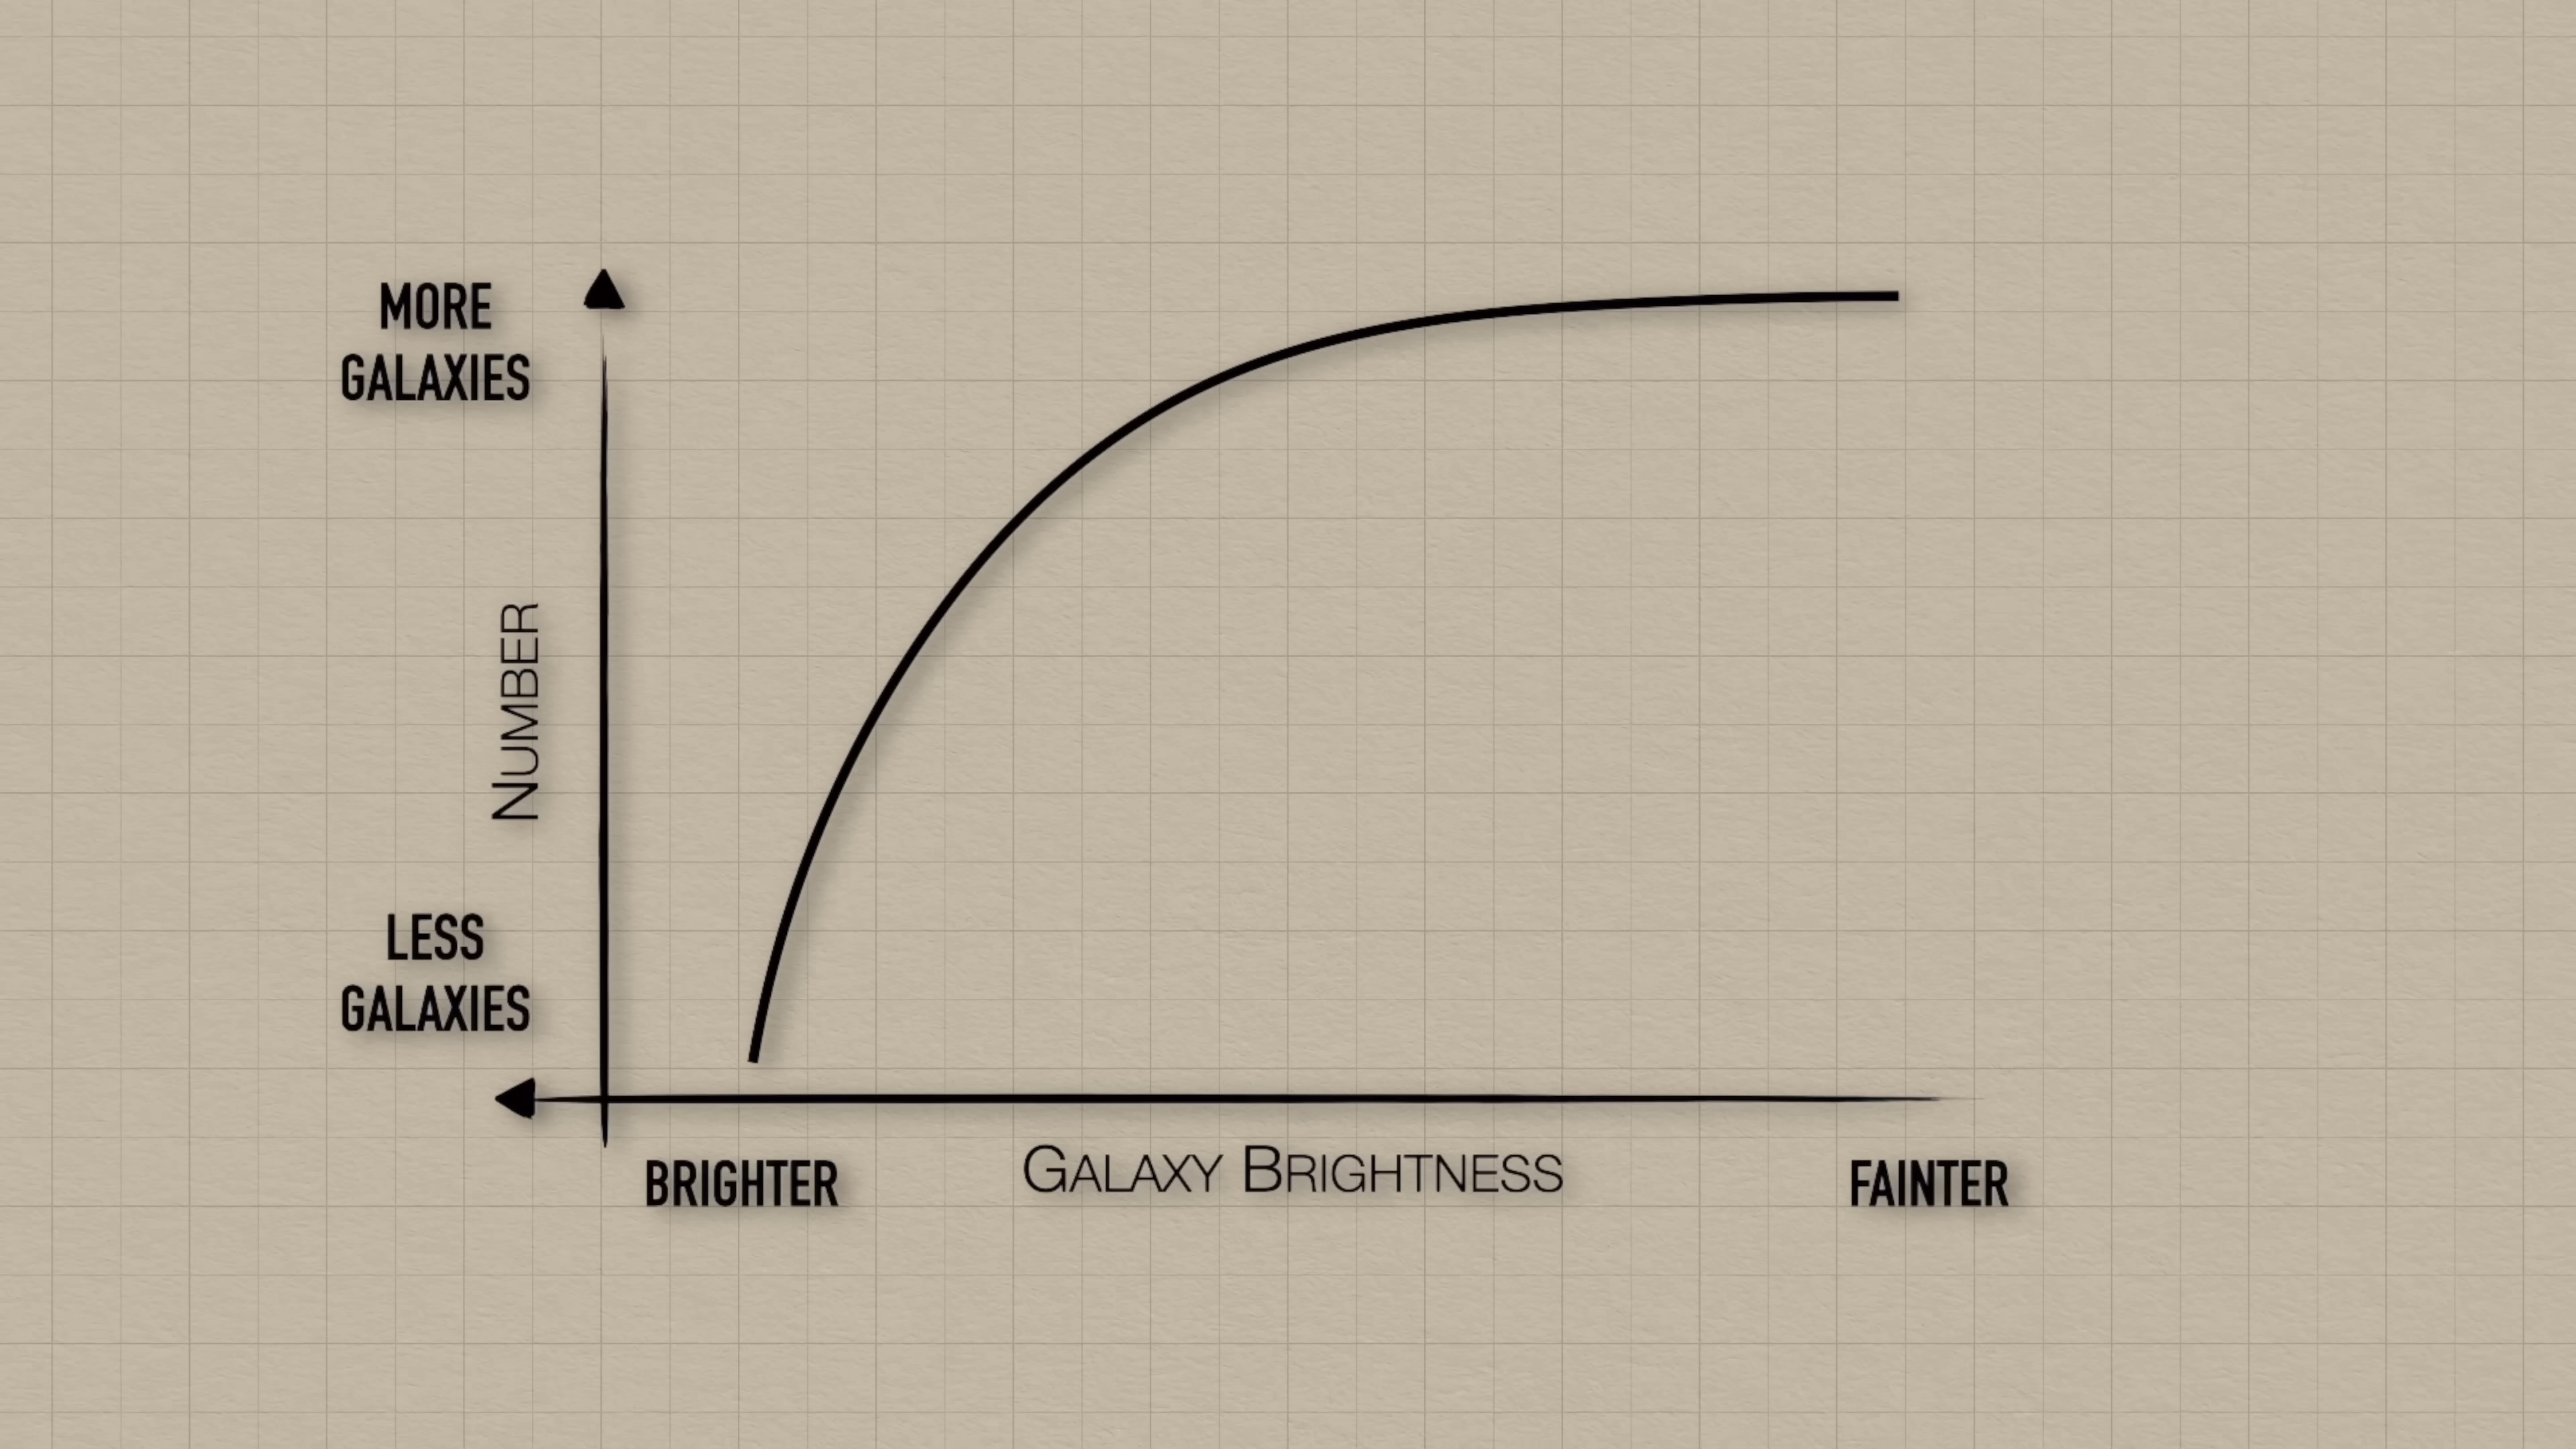 MORE
GALAXIES
NUMBER
LESS
GALAXIES
BRIGHTER
GALAXY BRIGHTNESS
FAINTER